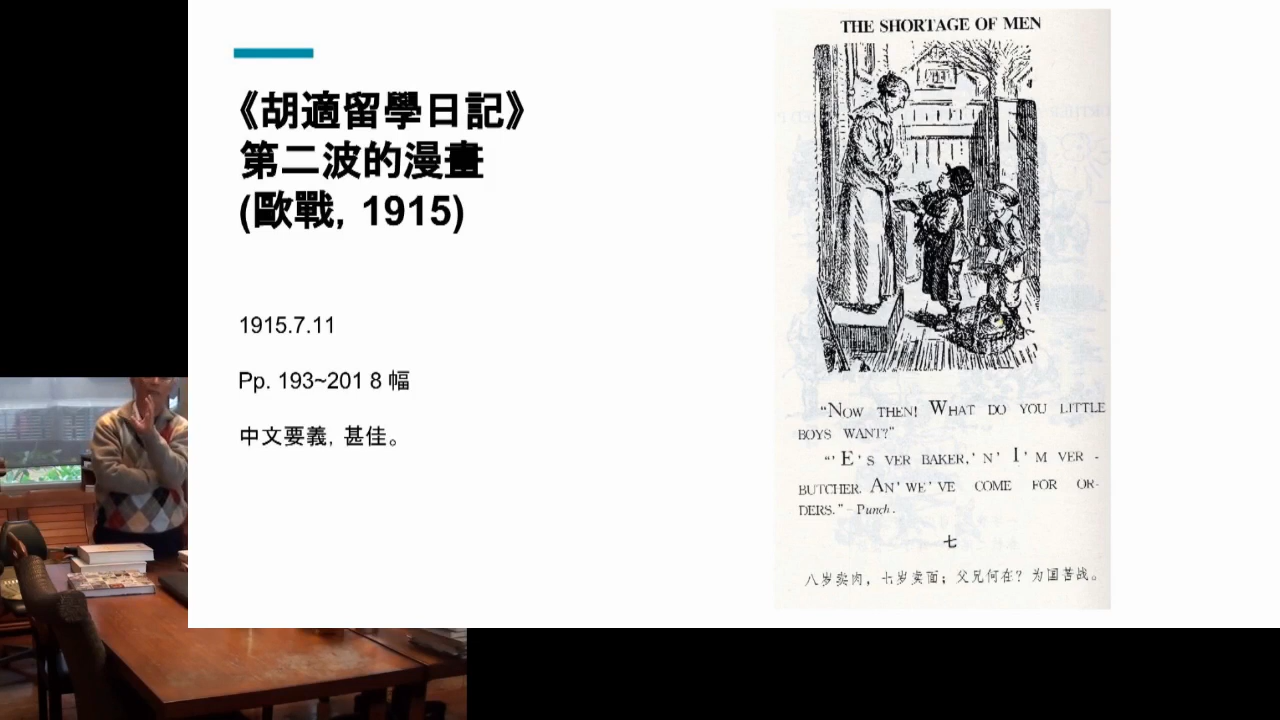 《胡適留學日記》
第二波的漫畫
(歐戰, 1915)
1915.7.11
Pp. 193~201 8 幅
中文要義, 甚佳。
THE SHORTAGE OF MEN
“NOW THEN! WHAT DO YOU LITTLE
BOYS WANT?”
“‘E’S VER BAKER,’N’ I’M VER -
BUTCHER. AN’ WE’VE COME FOR OR-
DERS.” – Punch.
七
八岁卖肉，七岁卖面；父兄何在？为国苦战。